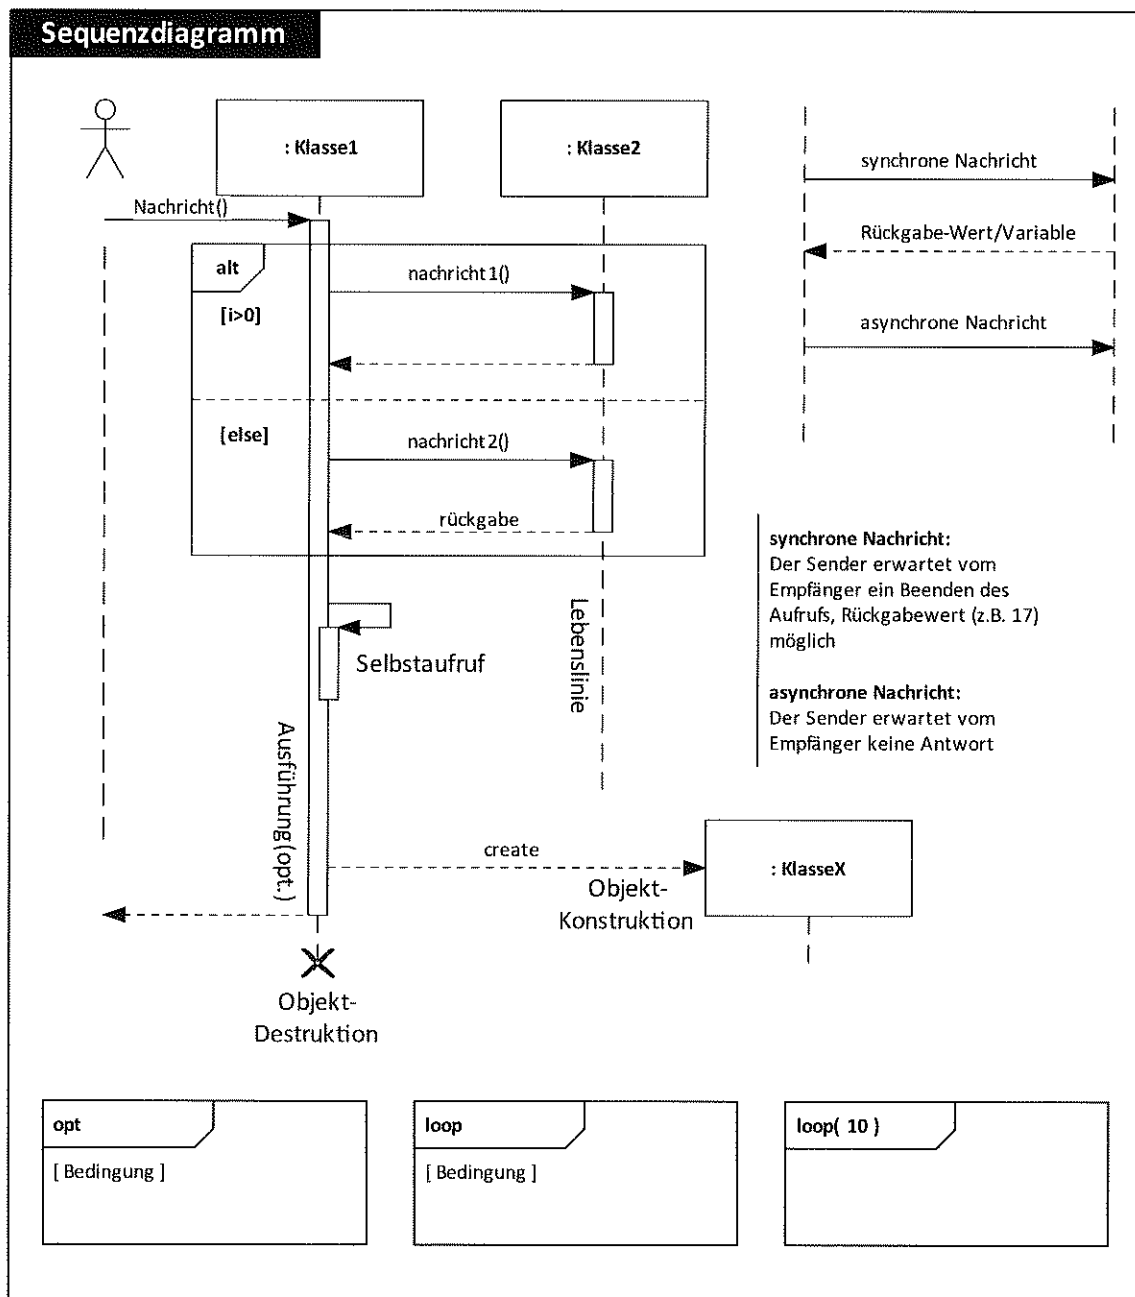 Sequenzdiagramm
: Klasse1
: Klasse2
Nachricht()
alt
[i>0]
nachricht1()
[else]
nachricht2()
rückgabe
Selbstaufruf
Lebenslinie
Ausführung(opt.)
create
: KlasseX
Objekt-
Konstruktion
Objekt-
Destruktion
synchrone Nachricht
Rückgabe-Wert/Variable
asynchrone Nachricht
synchrone Nachricht:
Der Sender erwartet vom
Empfänger ein Beenden des
Aufrufs, Rückgabewert (z.B. 17)
möglich
asynchrone Nachricht:
Der Sender erwartet vom
Empfänger keine Antwort
opt
[ Bedingung ]
loop
[ Bedingung ]
loop( 10 )